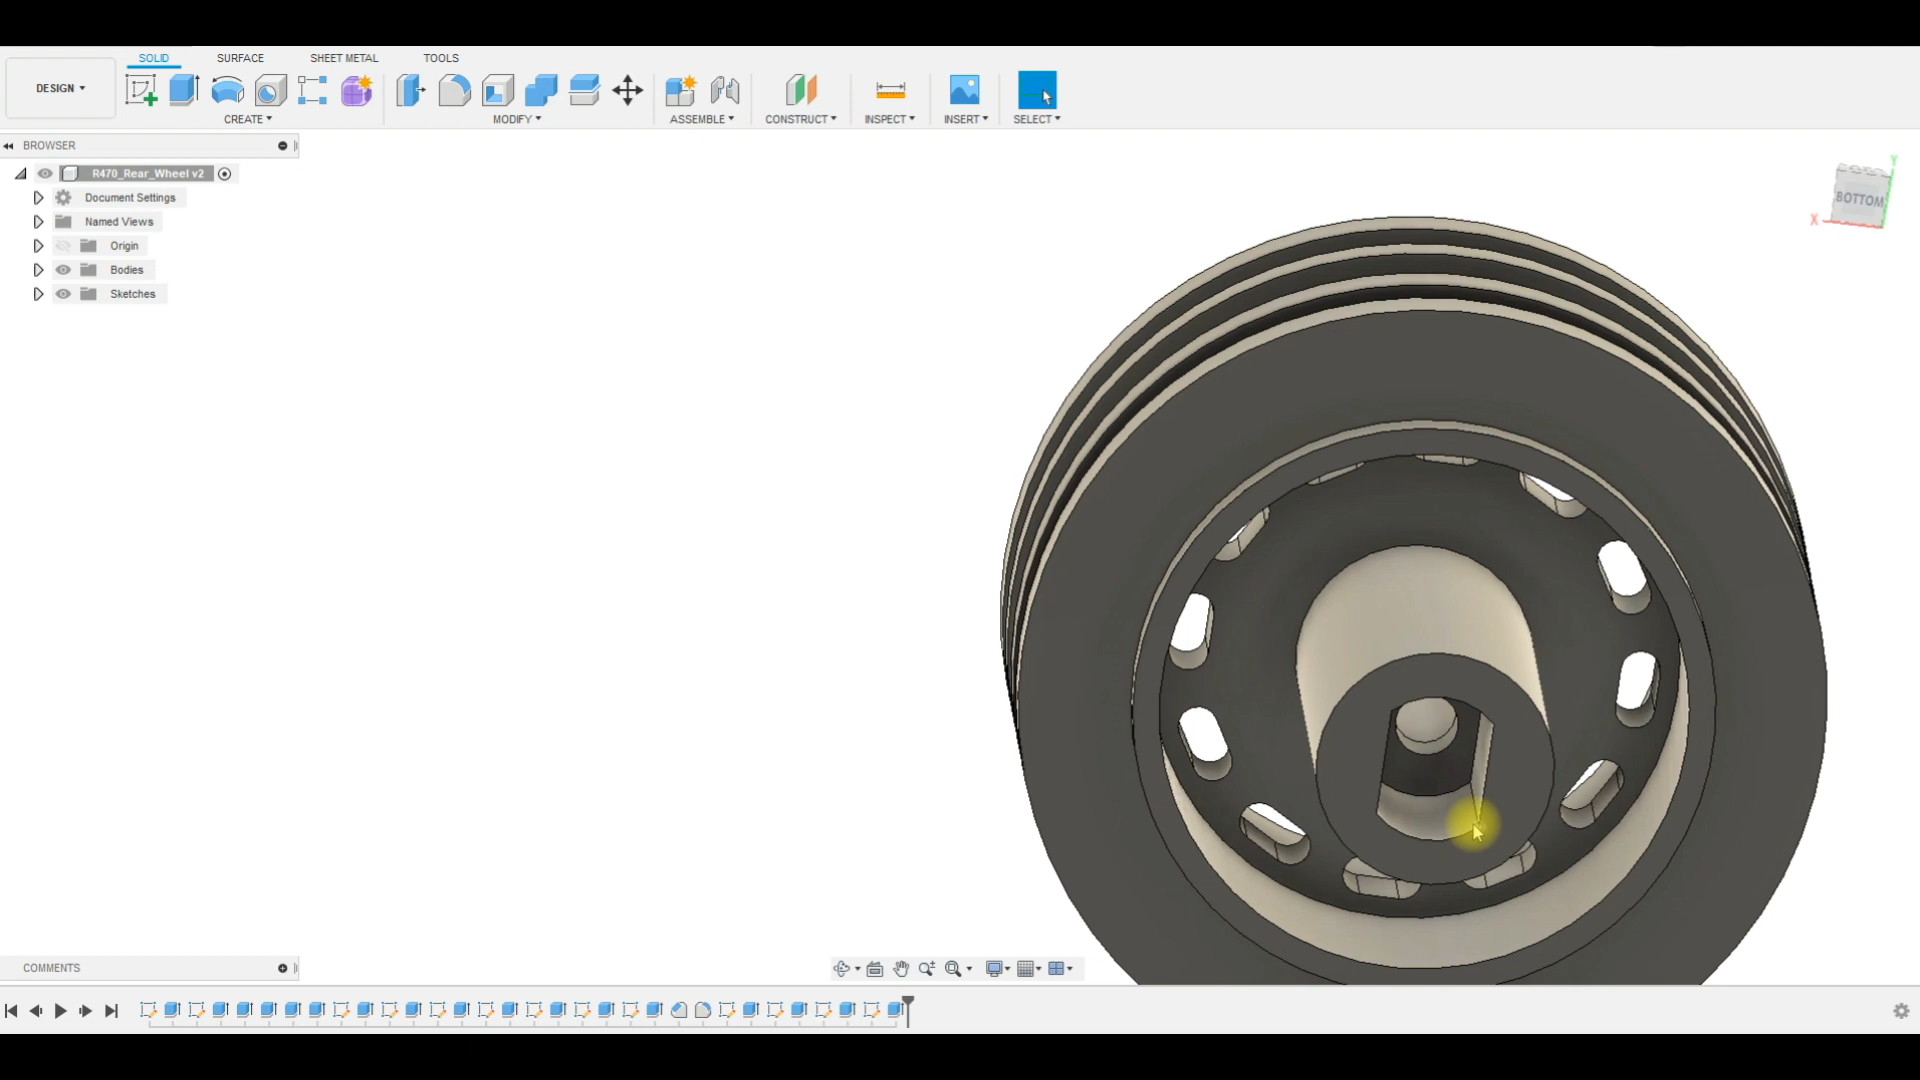 SOLID SURFACE SHEET METAL TOOLS
DESIGN
CREATE MODIFY ASSEMBLE CONSTRUCT INSPECT INSERT SELECT
BROWSER
R470_Rear_Wheel v2
Document Settings
Named Views
Origin
Bodies
Sketches
Y
BOTTOM
X
COMMENTS